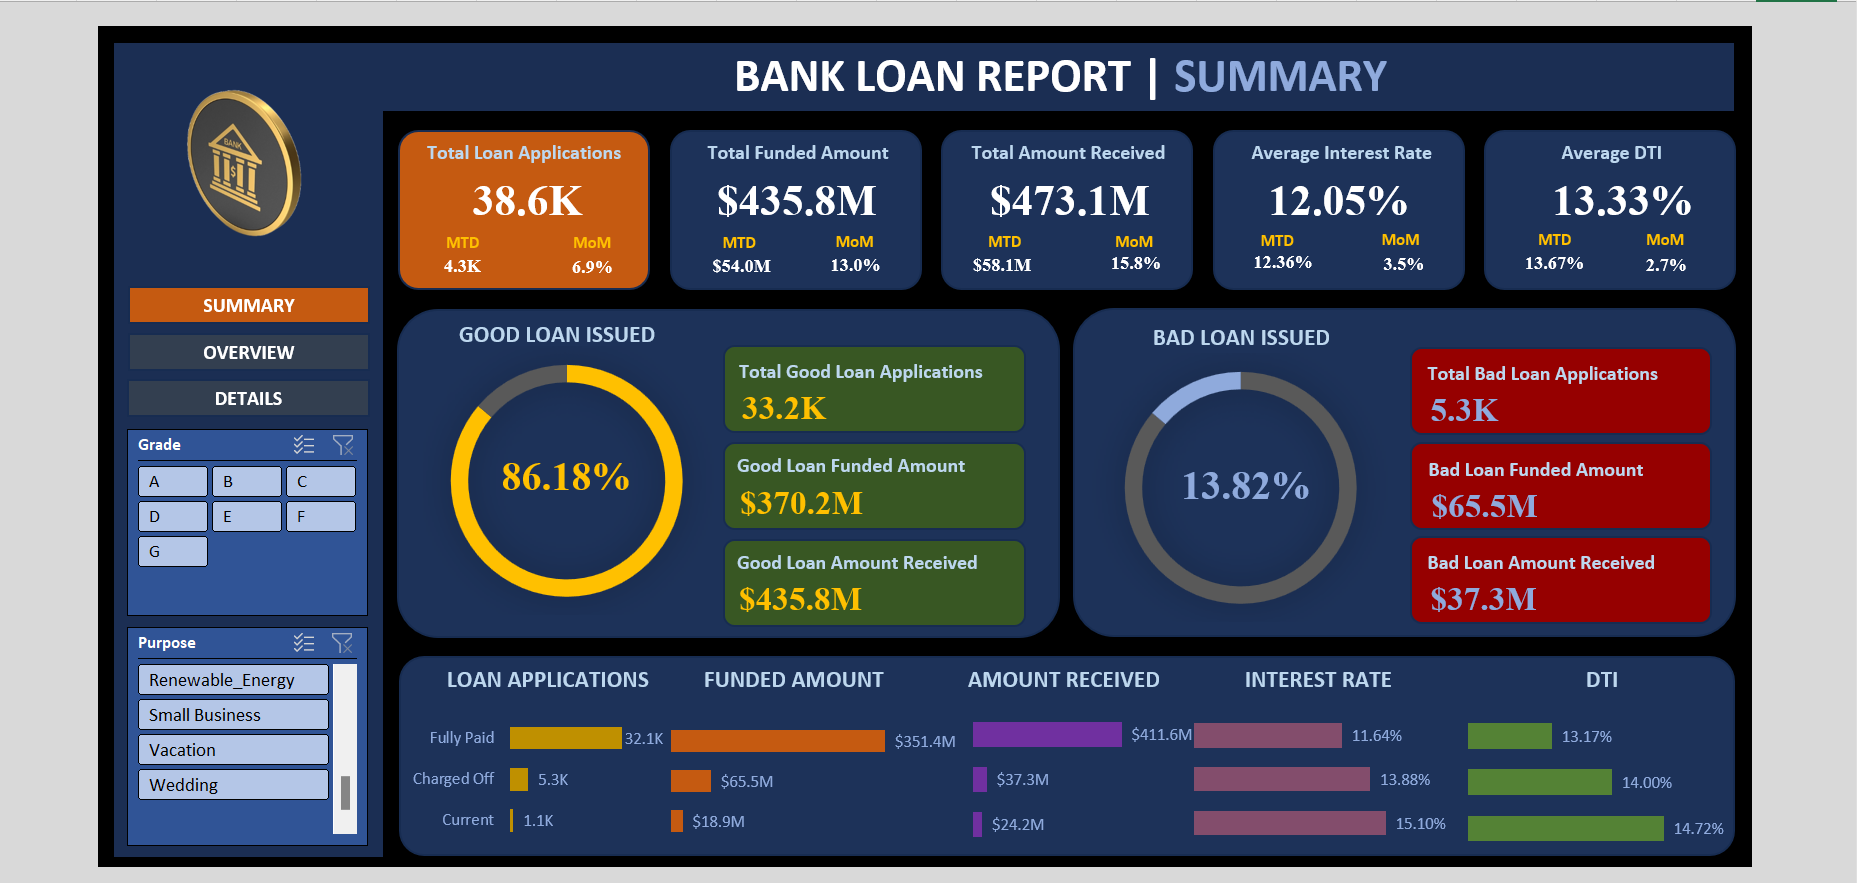 BANK LOAN REPORT | SUMMARY
BANK
$
SUMMARY
OVERVIEW
DETAILS
Grade
A B C
D E F
G
Purpose
Renewable_Energy
Small Business
Vacation
Wedding
Total Loan Applications
38.6K
MTD MoM
4.3K 6.9%
Total Funded Amount
$435.8M
MTD MoM
$54.0M 13.0%
Total Amount Received
$473.1M
MTD MoM
$58.1M 15.8%
Average Interest Rate
12.05%
MTD MoM
12.36% 3.5%
Average DTI
13.33%
MTD MoM
13.67% 2.7%
GOOD LOAN ISSUED
86.18%
Total Good Loan Applications
33.2K
Good Loan Funded Amount
$370.2M
Good Loan Amount Received
$435.8M
BAD LOAN ISSUED
13.82%
Total Bad Loan Applications
5.3K
Bad Loan Funded Amount
$65.5M
Bad Loan Amount Received
$37.3M
LOAN APPLICATIONS FUNDED AMOUNT AMOUNT RECEIVED INTEREST RATE DTI
Fully Paid 32.1K $351.4M $411.6M 11.64% 13.17%
Charged Off 5.3K $65.5M $37.3M 13.88% 14.00%
Current 1.1K $18.9M $24.2M 15.10% 14.72%